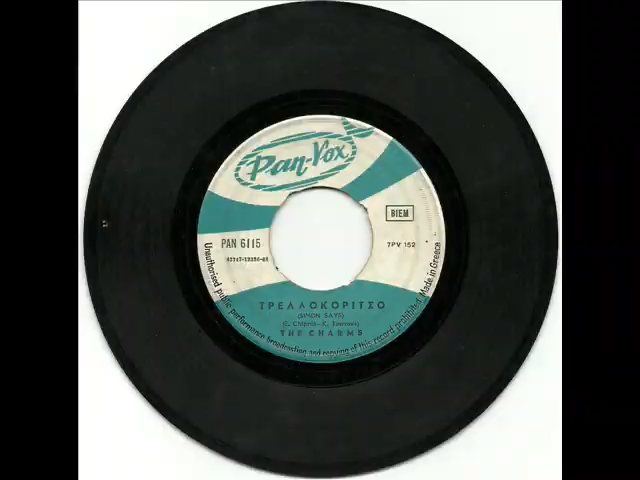 Pan-Vox
BIEM
PAN 6115
7PV 152
ΤΡΕΛΛΟΚΟΡΙΤΣΟ
(SIMON SAYS)
THE CHARMS
Unauthorised public performance broadcasting and copying of this record prohibited. Made in Greece